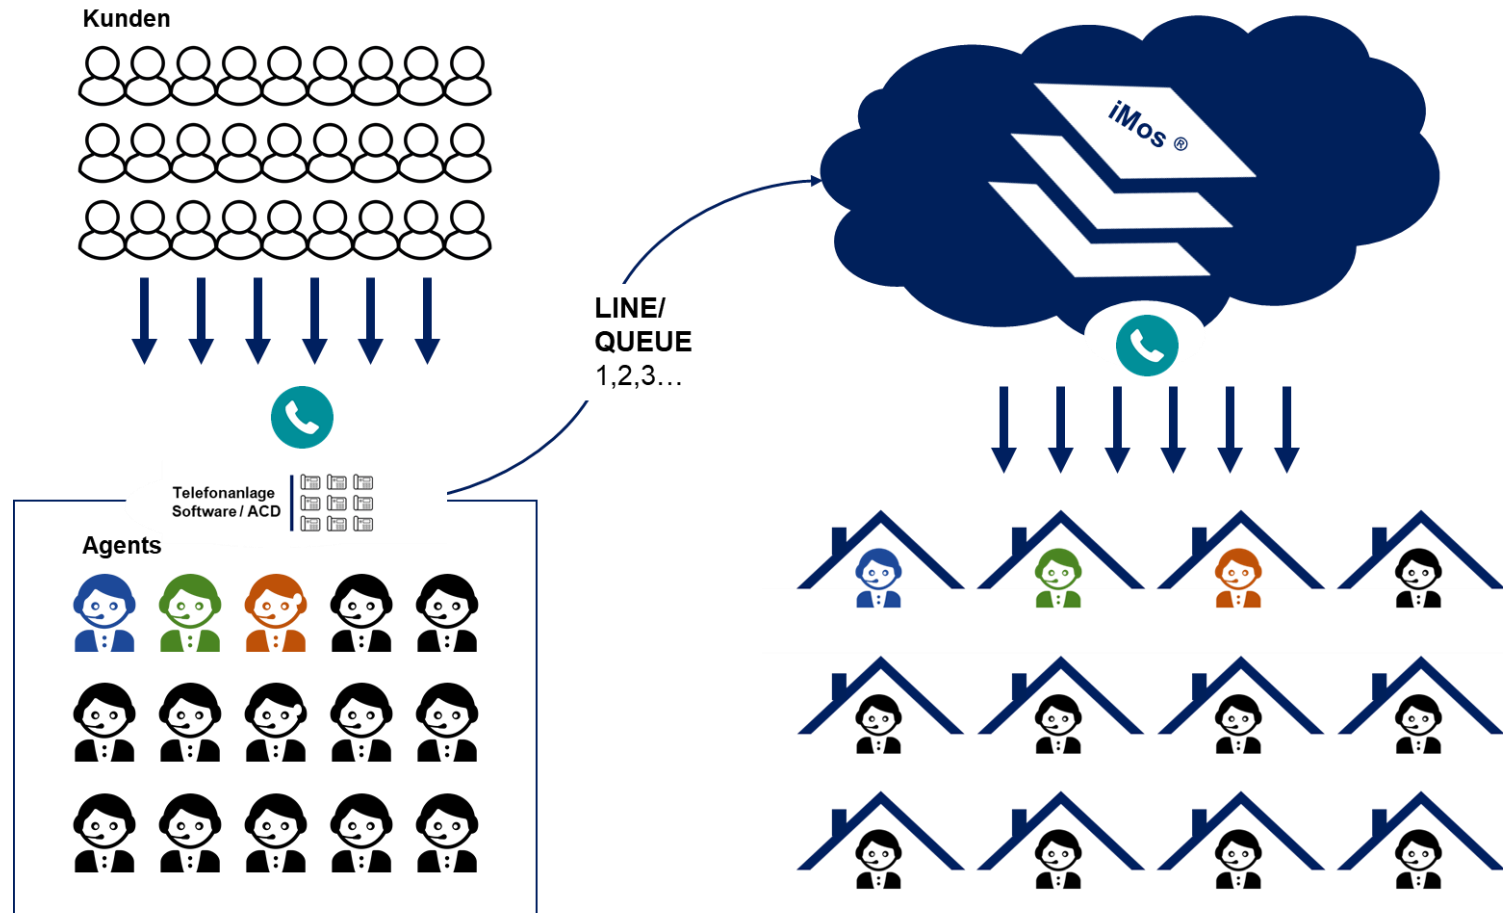 Kunden
iMos ®
LINE/
QUEUE
1,2,3…
Telefonanlage
Software / ACD
Agents